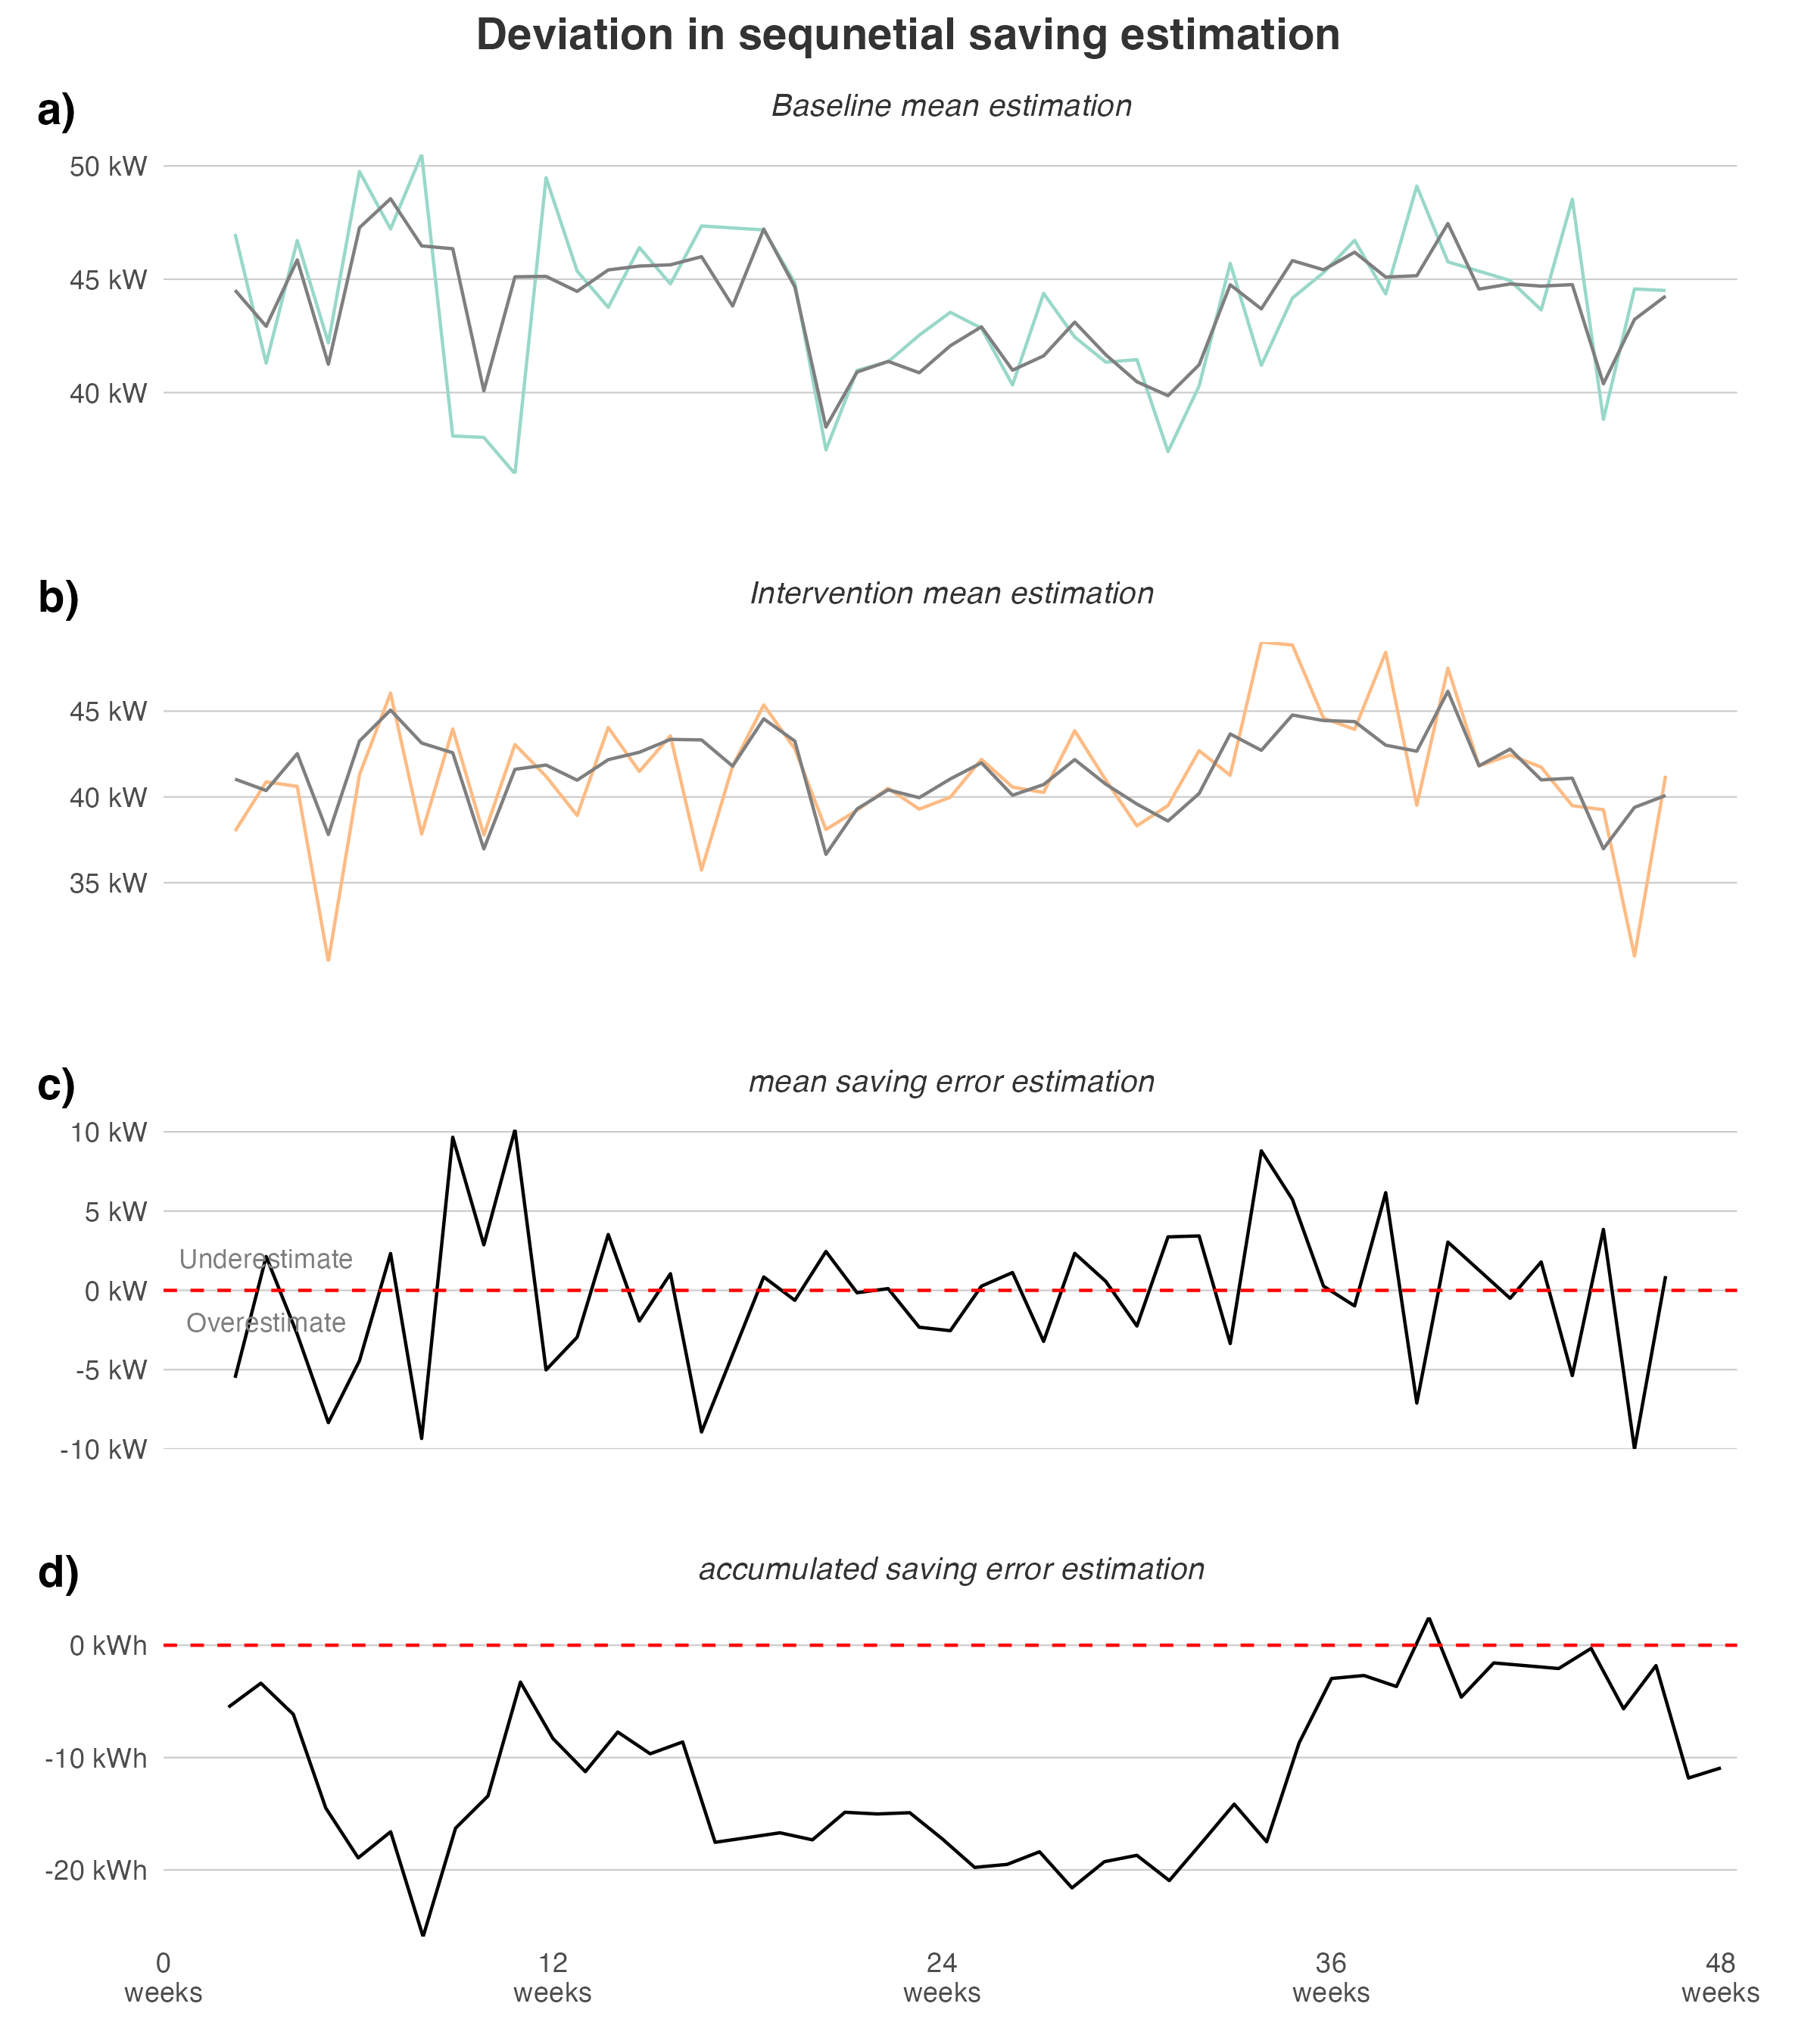 Deviation in sequnetial saving estimation
a)
Baseline mean estimation
50 kW
45 kW
40 kW
b)
Intervention mean estimation
45 kW
40 kW
35 kW
c)
mean saving error estimation
10 kW
5 kW
Underestimate
0 kW
Overestimate
-5 kW
-10 kW
d)
accumulated saving error estimation
0 kWh
-10 kWh
-20 kWh
0 12 24 36 48
weeks weeks weeks weeks weeks